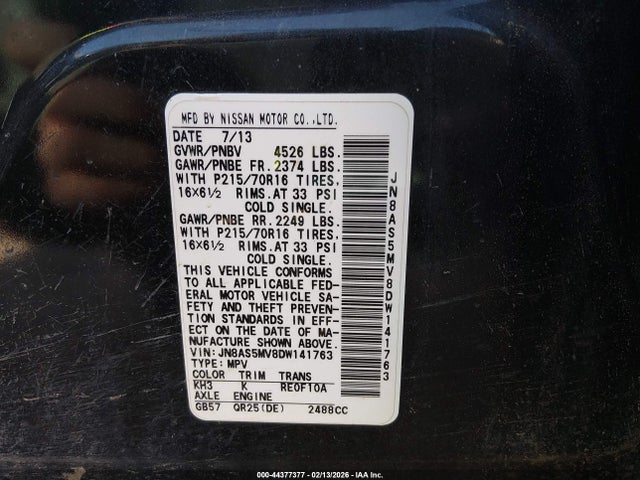 MFD BY NISSAN MOTOR CO.,LTD.
DATE 7/13
GVWR/PNBV 4526 LBS.
GAWR/PNBE FR. 2374 LBS.
WITH P215/70R16 TIRES,
16×6½ RIMS.AT 33 PSI
COLD SINGLE.
GAWR/PNBE RR. 2249 LBS.
WITH P215/70R16 TIRES,
16×6½ RIMS.AT 33 PSI
COLD SINGLE.
THIS VEHICLE CONFORMS
TO ALL APPLICABLE FED-
ERAL MOTOR VEHICLE SA-
FETY AND THEFT PREVEN-
TION STANDARDS IN EFF-
ECT ON THE DATE OF MA-
NUFACTURE SHOWN ABOVE.
VIN: JN8AS5MV8DW141763
TYPE: MPV
COLOR TRIM TRANS
KH3 K RE0F10A
AXLE ENGINE
GB57 QR25(DE) 2488CC
JN8AS5MV8DW141763
000-44377377 - 02/13/2026 - IAA Inc.